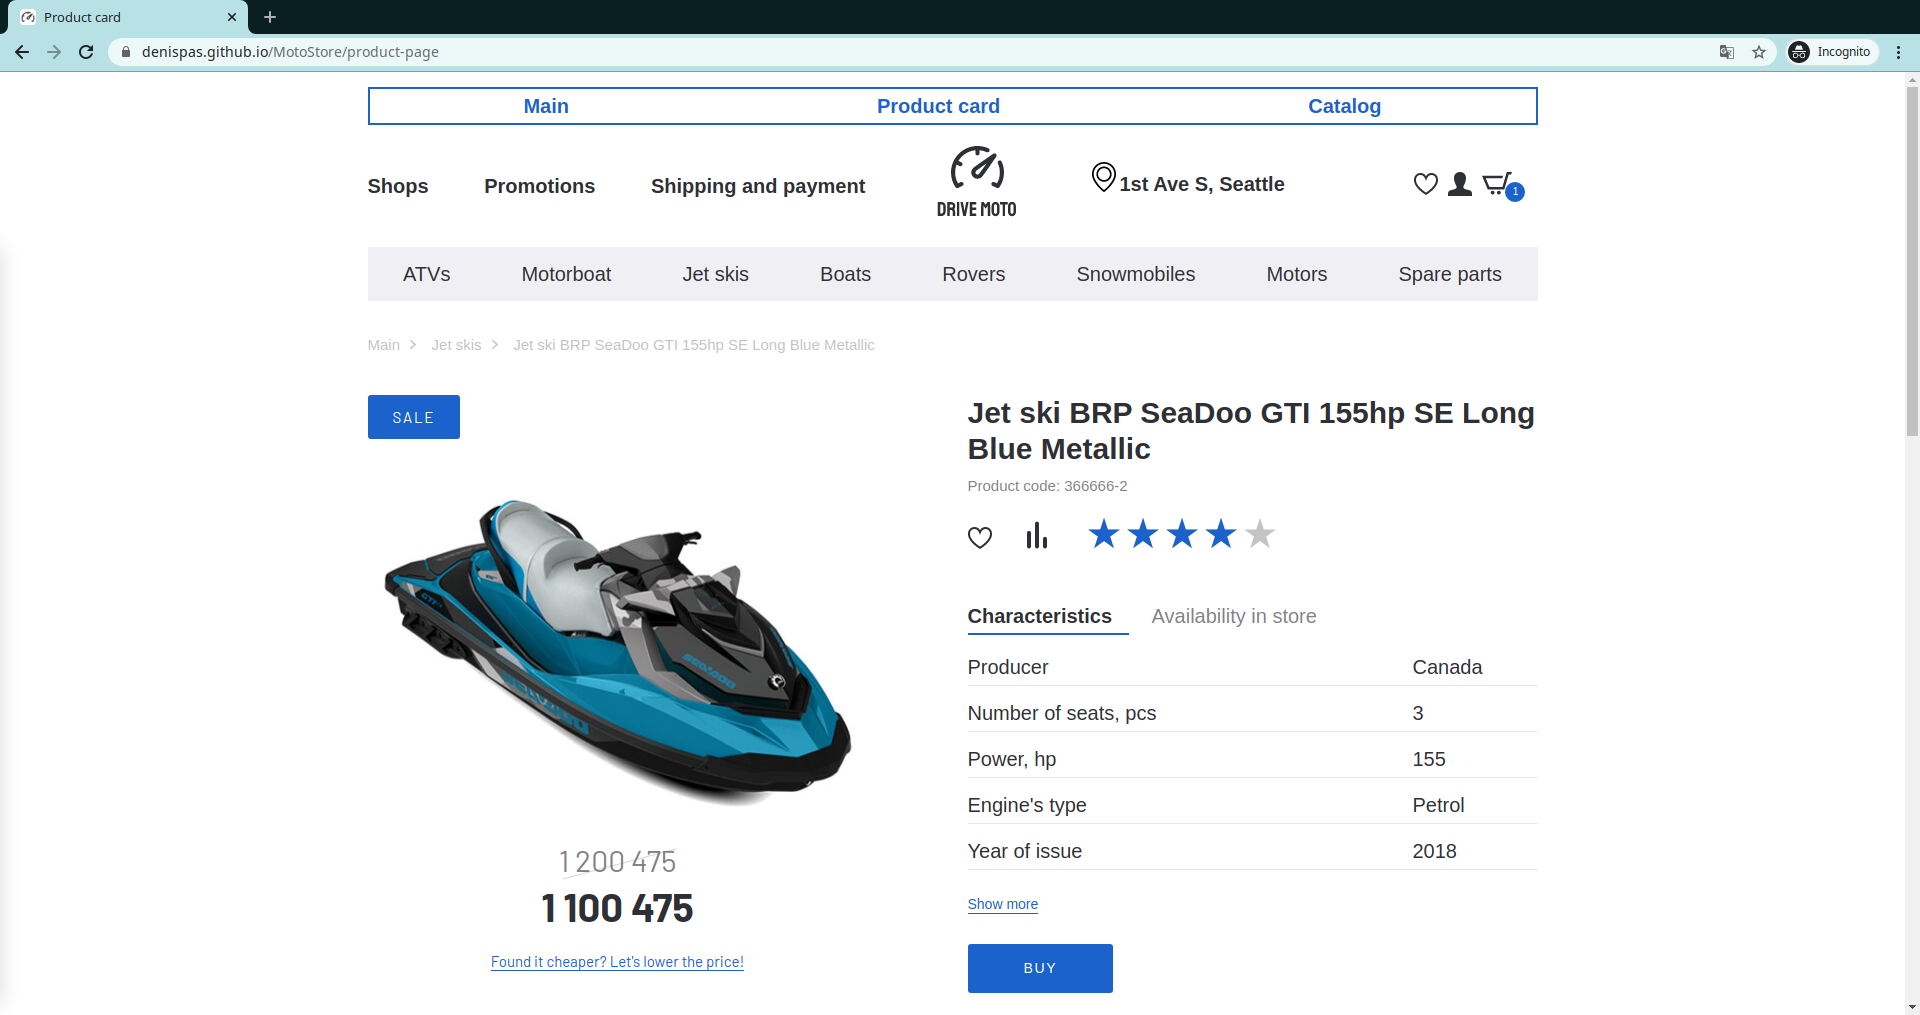 Product card
denispas.github.io/MotoStore/product-page
Incognito
Main Product card Catalog
Shops Promotions Shipping and payment
DRIVE MOTO
1st Ave S, Seattle
1
ATVs Motorboat Jet skis Boats Rovers Snowmobiles Motors Spare parts
Main Jet skis Jet ski BRP SeaDoo GTI 155hp SE Long Blue Metallic
SALE
SEA-DOO
1 200 475
1 100 475
Found it cheaper? Let's lower the price!
Jet ski BRP SeaDoo GTI 155hp SE Long
Blue Metallic
Product code: 366666-2
Characteristics Availability in store
Producer Canada
Number of seats, pcs 3
Power, hp 155
Engine's type Petrol
Year of issue 2018
Show more
BUY